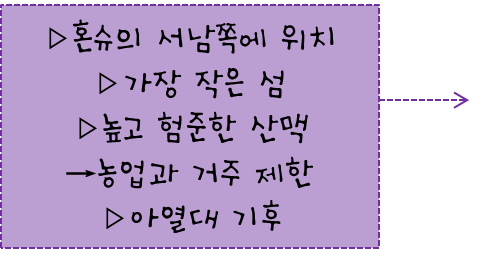 ▷혼슈의 서남쪽에 위치
▷가장 작은 섬
▷높고 험준한 산맥
→농업과 거주 제한
▷아열대 기후